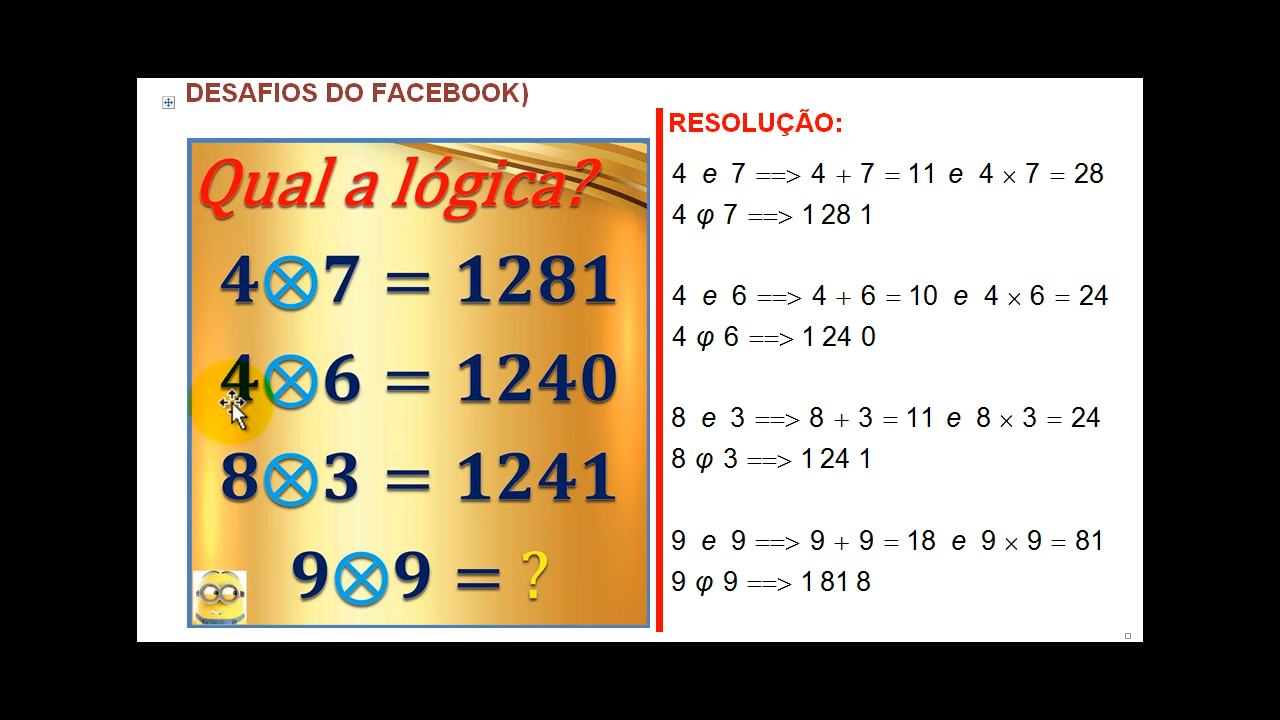 DESAFIOS DO FACEBOOK)
Qual a lógica?
4⊗7 = 1281
4⊗6 = 1240
8⊗3 = 1241
9⊗9 = ?
RESOLUÇÃO:
4 e 7 ==> 4 + 7 = 11 e 4 × 7 = 28
4 φ 7 ==> 1 28 1
4 e 6 ==> 4 + 6 = 10 e 4 × 6 = 24
4 φ 6 ==> 1 24 0
8 e 3 ==> 8 + 3 = 11 e 8 × 3 = 24
8 φ 3 ==> 1 24 1
9 e 9 ==> 9 + 9 = 18 e 9 × 9 = 81
9 φ 9 ==> 1 81 8